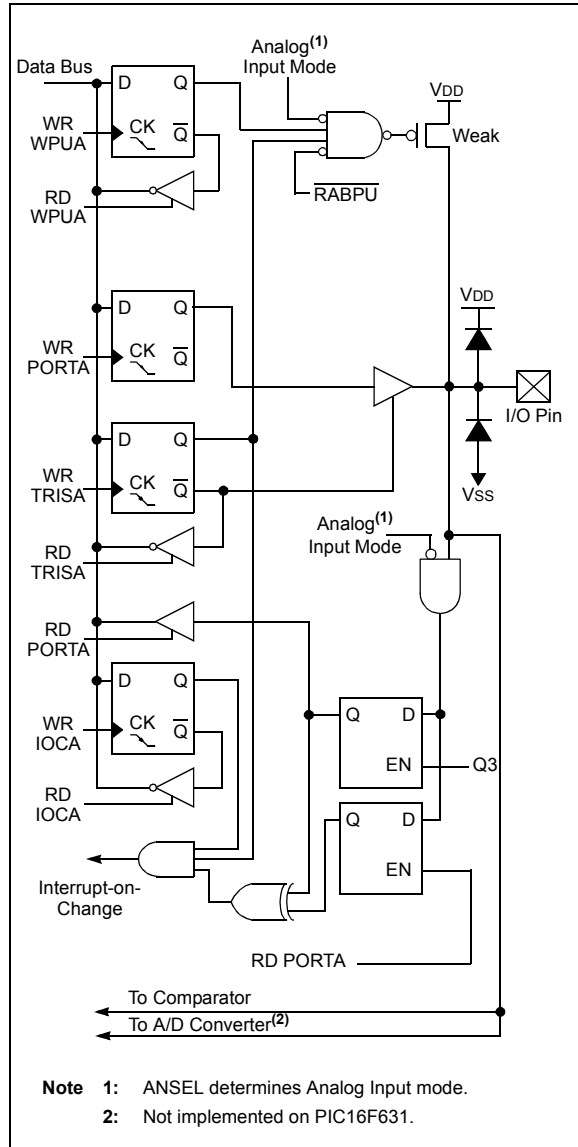 Analog(1)
Input Mode
Data Bus
D Q
VDD
WR
WPUA
CK
Q
Weak
RD
WPUA
RABPU
VDD
D Q
WR
PORTA
CK
Q
I/O Pin
D Q
WR
TRISA
CK
Q
VSS
Analog(1)
Input Mode
RD
TRISA
RD
PORTA
D Q
WR
IOCA
CK
Q
Q D
EN
Q3
RD
IOCA
Q D
EN
Interrupt-on-
Change
RD PORTA
To Comparator
To A/D Converter(2)
Note 1: ANSEL determines Analog Input mode.
2: Not implemented on PIC16F631.